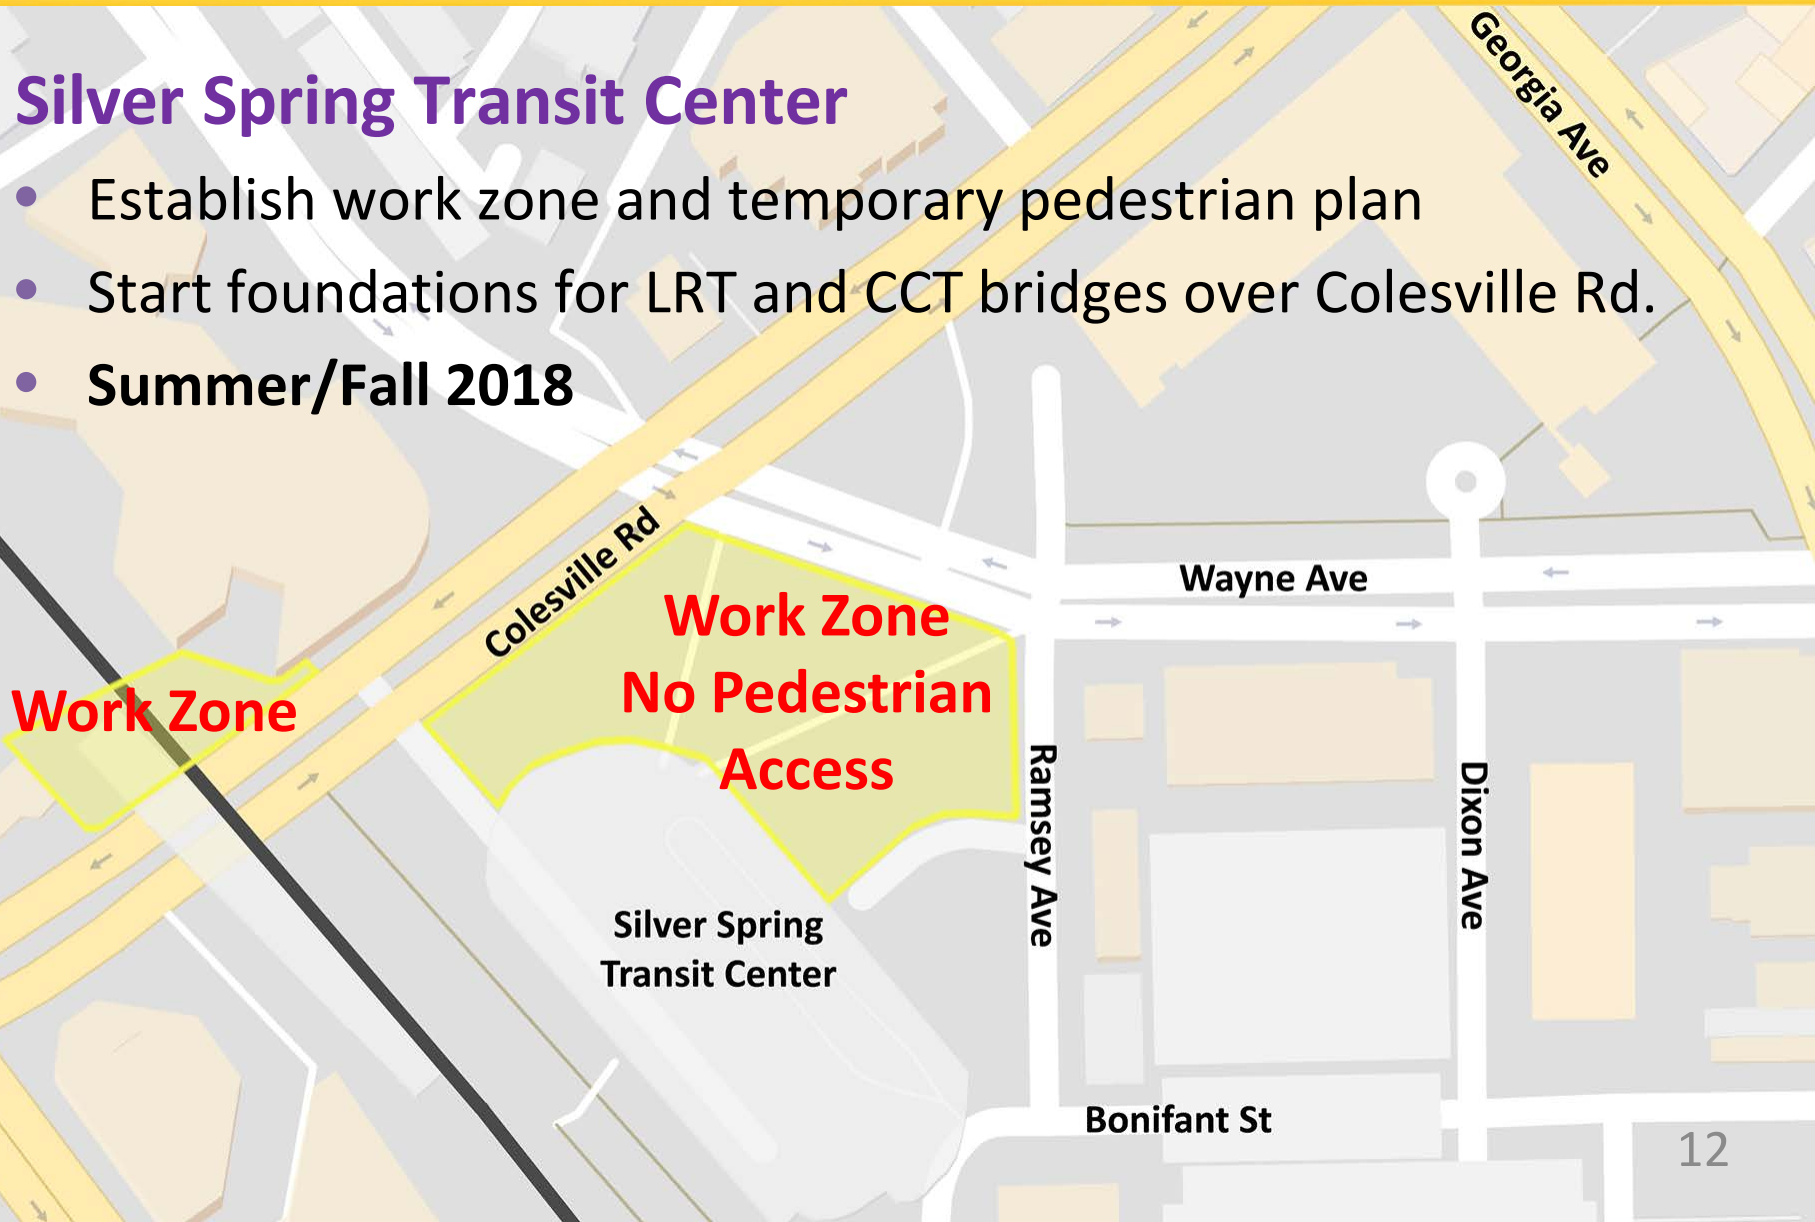 Silver Spring Transit Center
• Establish work zone and temporary pedestrian plan
• Start foundations for LRT and CCT bridges over Colesville Rd.
• Summer/Fall 2018
Georgia Ave
Colesville Rd
Wayne Ave
Work Zone
No Pedestrian
Access
Work Zone
Ramsey Ave
Dixon Ave
Silver Spring
Transit Center
Bonifant St
12